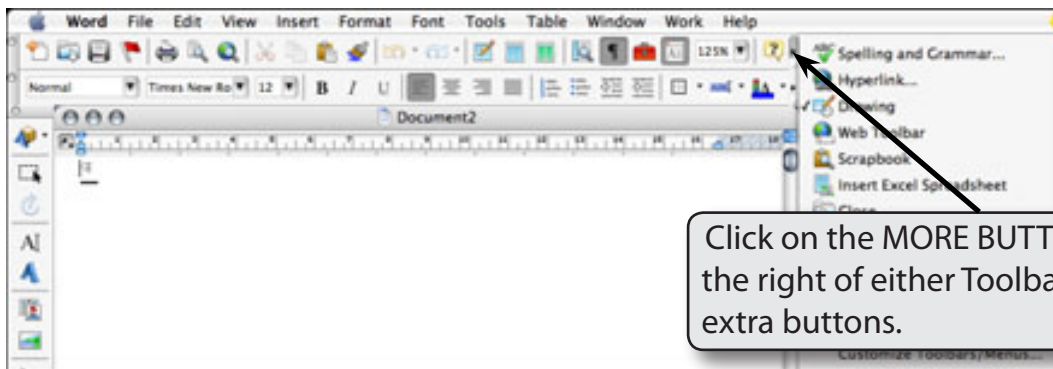 Word File Edit View Insert Format Font Tools Table Window Work Help
125%
Normal Times New Ro 12 B I U
Document2
Spelling and Grammar...
Hyperlink...
Drawing
Web Toolbar
Scrapbook
Insert Excel Spreadsheet
Close
Click on the MORE BUTT
the right of either Toolba
extra buttons.
Customize Toolbars/Menus...